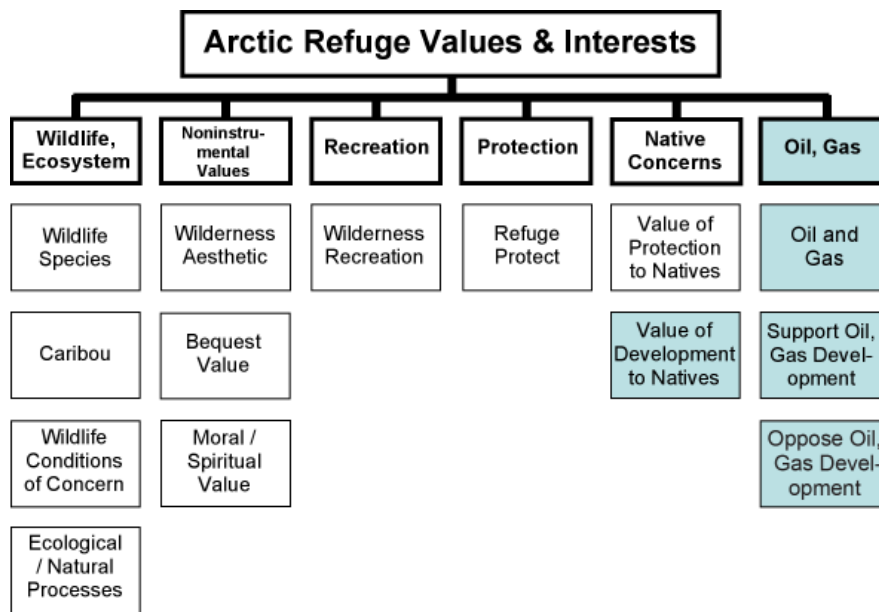 Arctic Refuge Values & Interests
Wildlife,
Ecosystem
Noninstru-
mental
Values
Recreation
Protection
Native
Concerns
Oil, Gas
Wildlife
Species
Wilderness
Aesthetic
Wilderness
Recreation
Refuge
Protect
Value of
Protection
to Natives
Oil and
Gas
Caribou
Bequest
Value
Value of
Development
to Natives
Support Oil,
Gas Devel-
opment
Wildlife
Conditions
of Concern
Moral /
Spiritual
Value
Oppose Oil,
Gas Devel-
opment
Ecological
/ Natural
Processes